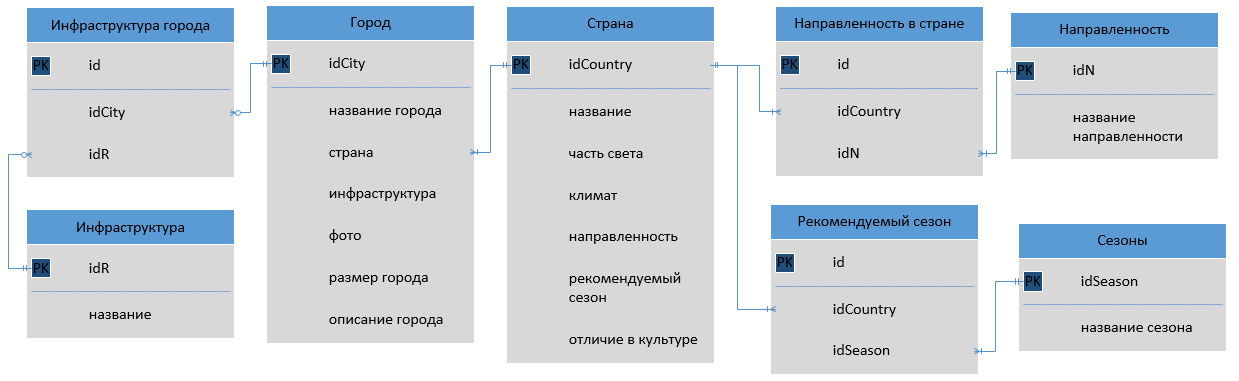 Инфраструктура города
PK id
idCity
idR
Инфраструктура
PK idR
название
Город
PK idCity
название города
страна
инфраструктура
фото
размер города
описание города
Страна
PK idCountry
название
часть света
климат
направленность
рекомендуемый
сезон
отличие в культуре
Направленность в стране
PK id
idCountry
idN
Рекомендуемый сезон
PK id
idCountry
idSeason
Направленность
PK idN
название
направленности
Сезоны
PK idSeason
название сезона